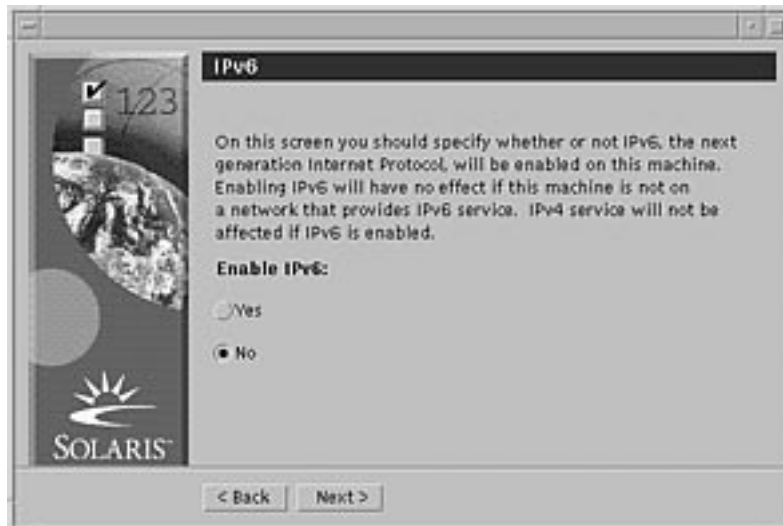 IPv6
123
On this screen you should specify whether or not IPv6, the next
generation Internet Protocol, will be enabled on this machine.
Enabling IPv6 will have no effect if this machine is not on
a network that provides IPv6 service. IPv4 service will not be
affected if IPv6 is enabled.
Enable IPv6:
Yes
No
SOLARIS™
< Back
Next >